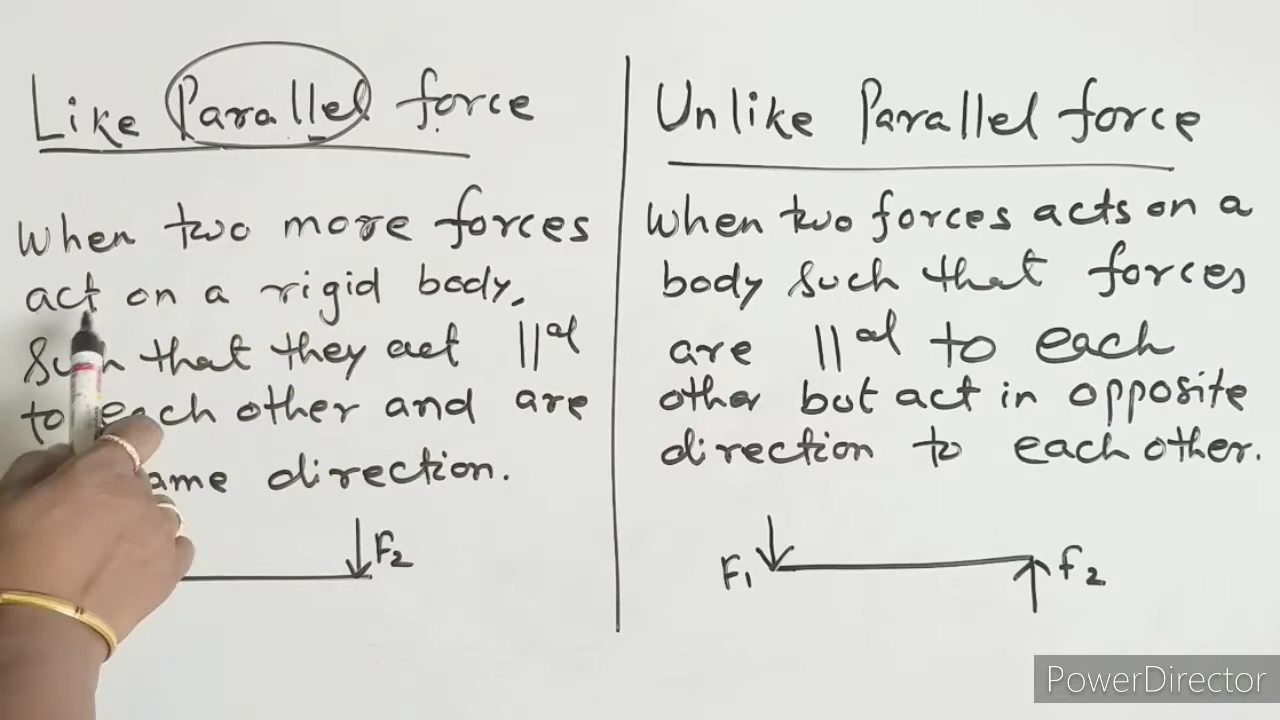 Like Parallel force
When two more forces
act on a rigid body.
Such that they act ||al
to each other and are
ame direction.
F2
Unlike Parallel force
When two forces acts on a
body such that forces
are ||al to each
other but act in opposite
direction to each other.
F1
f2
PowerDirector